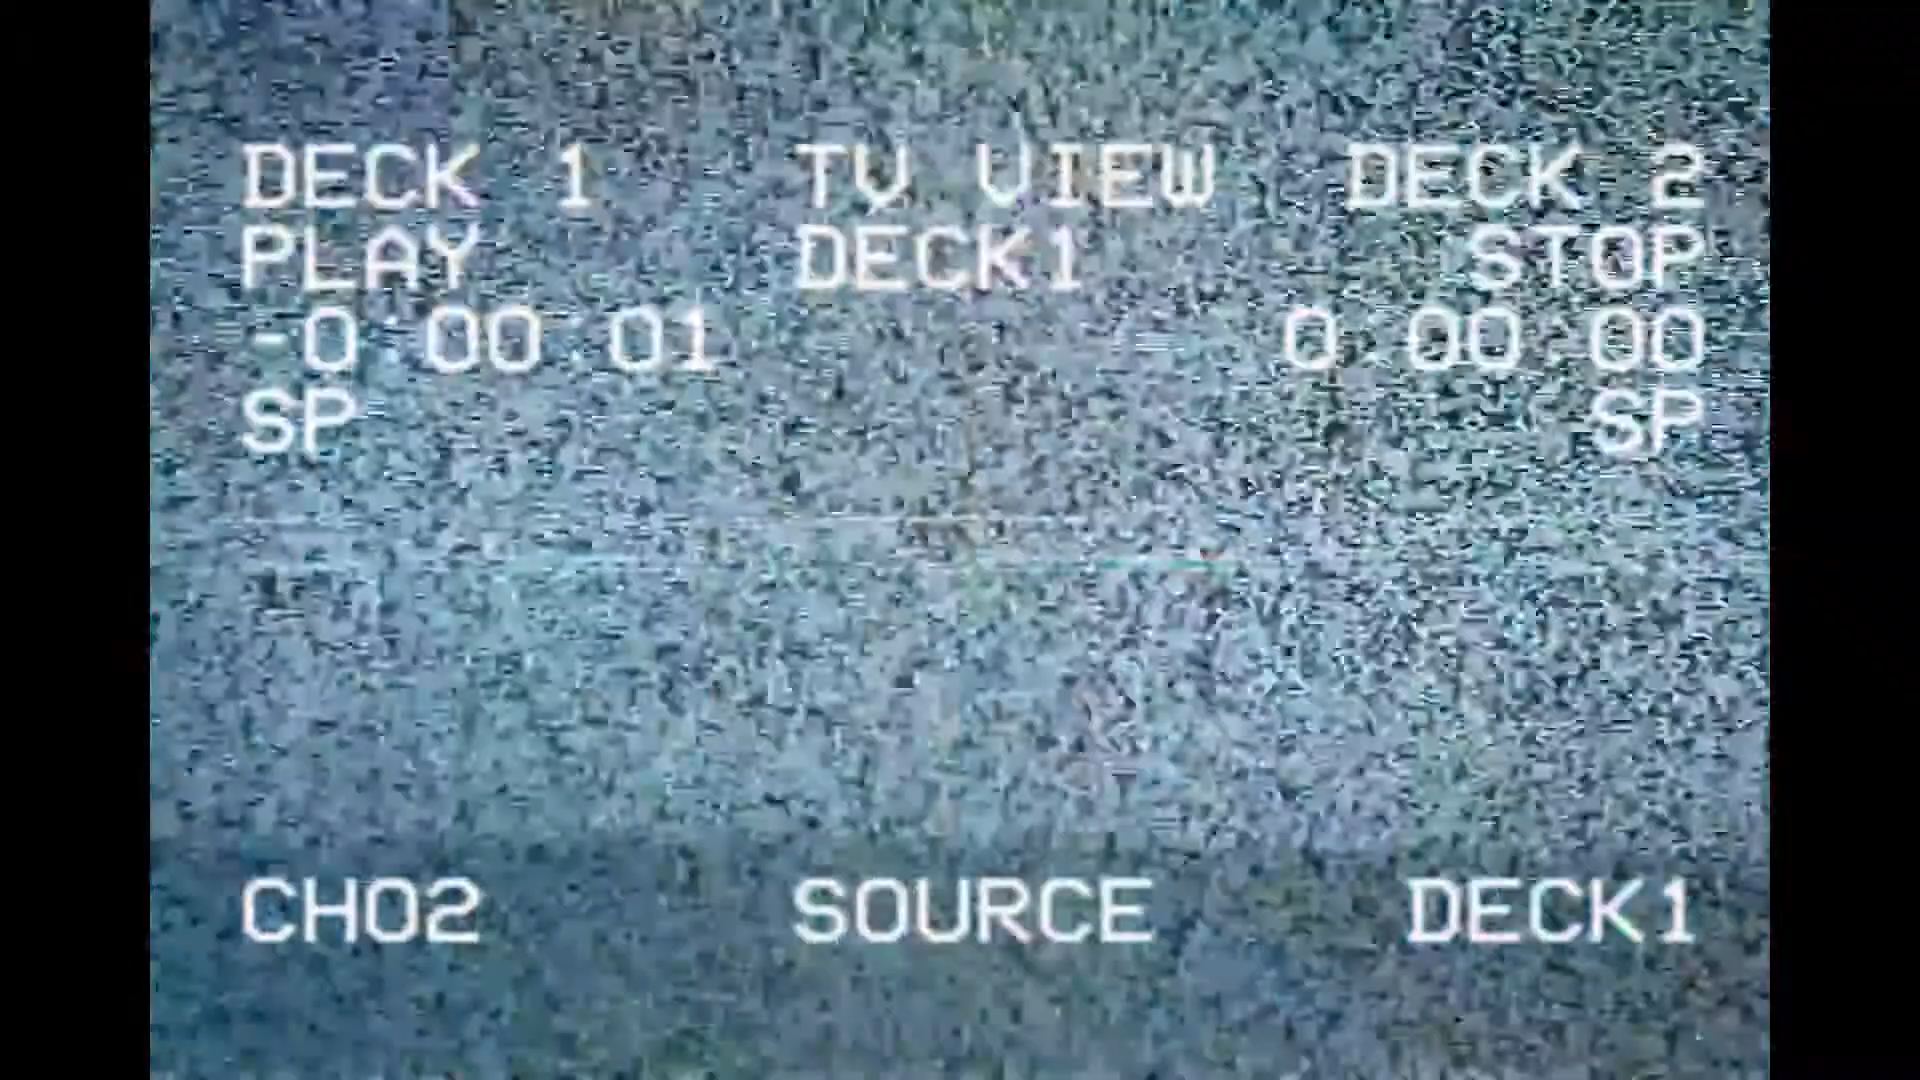 DECK 1 TV VIEW DECK 2
PLAY DECK1 STOP
-0:00:01 0:00:00
SP SP
CH02 SOURCE DECK1